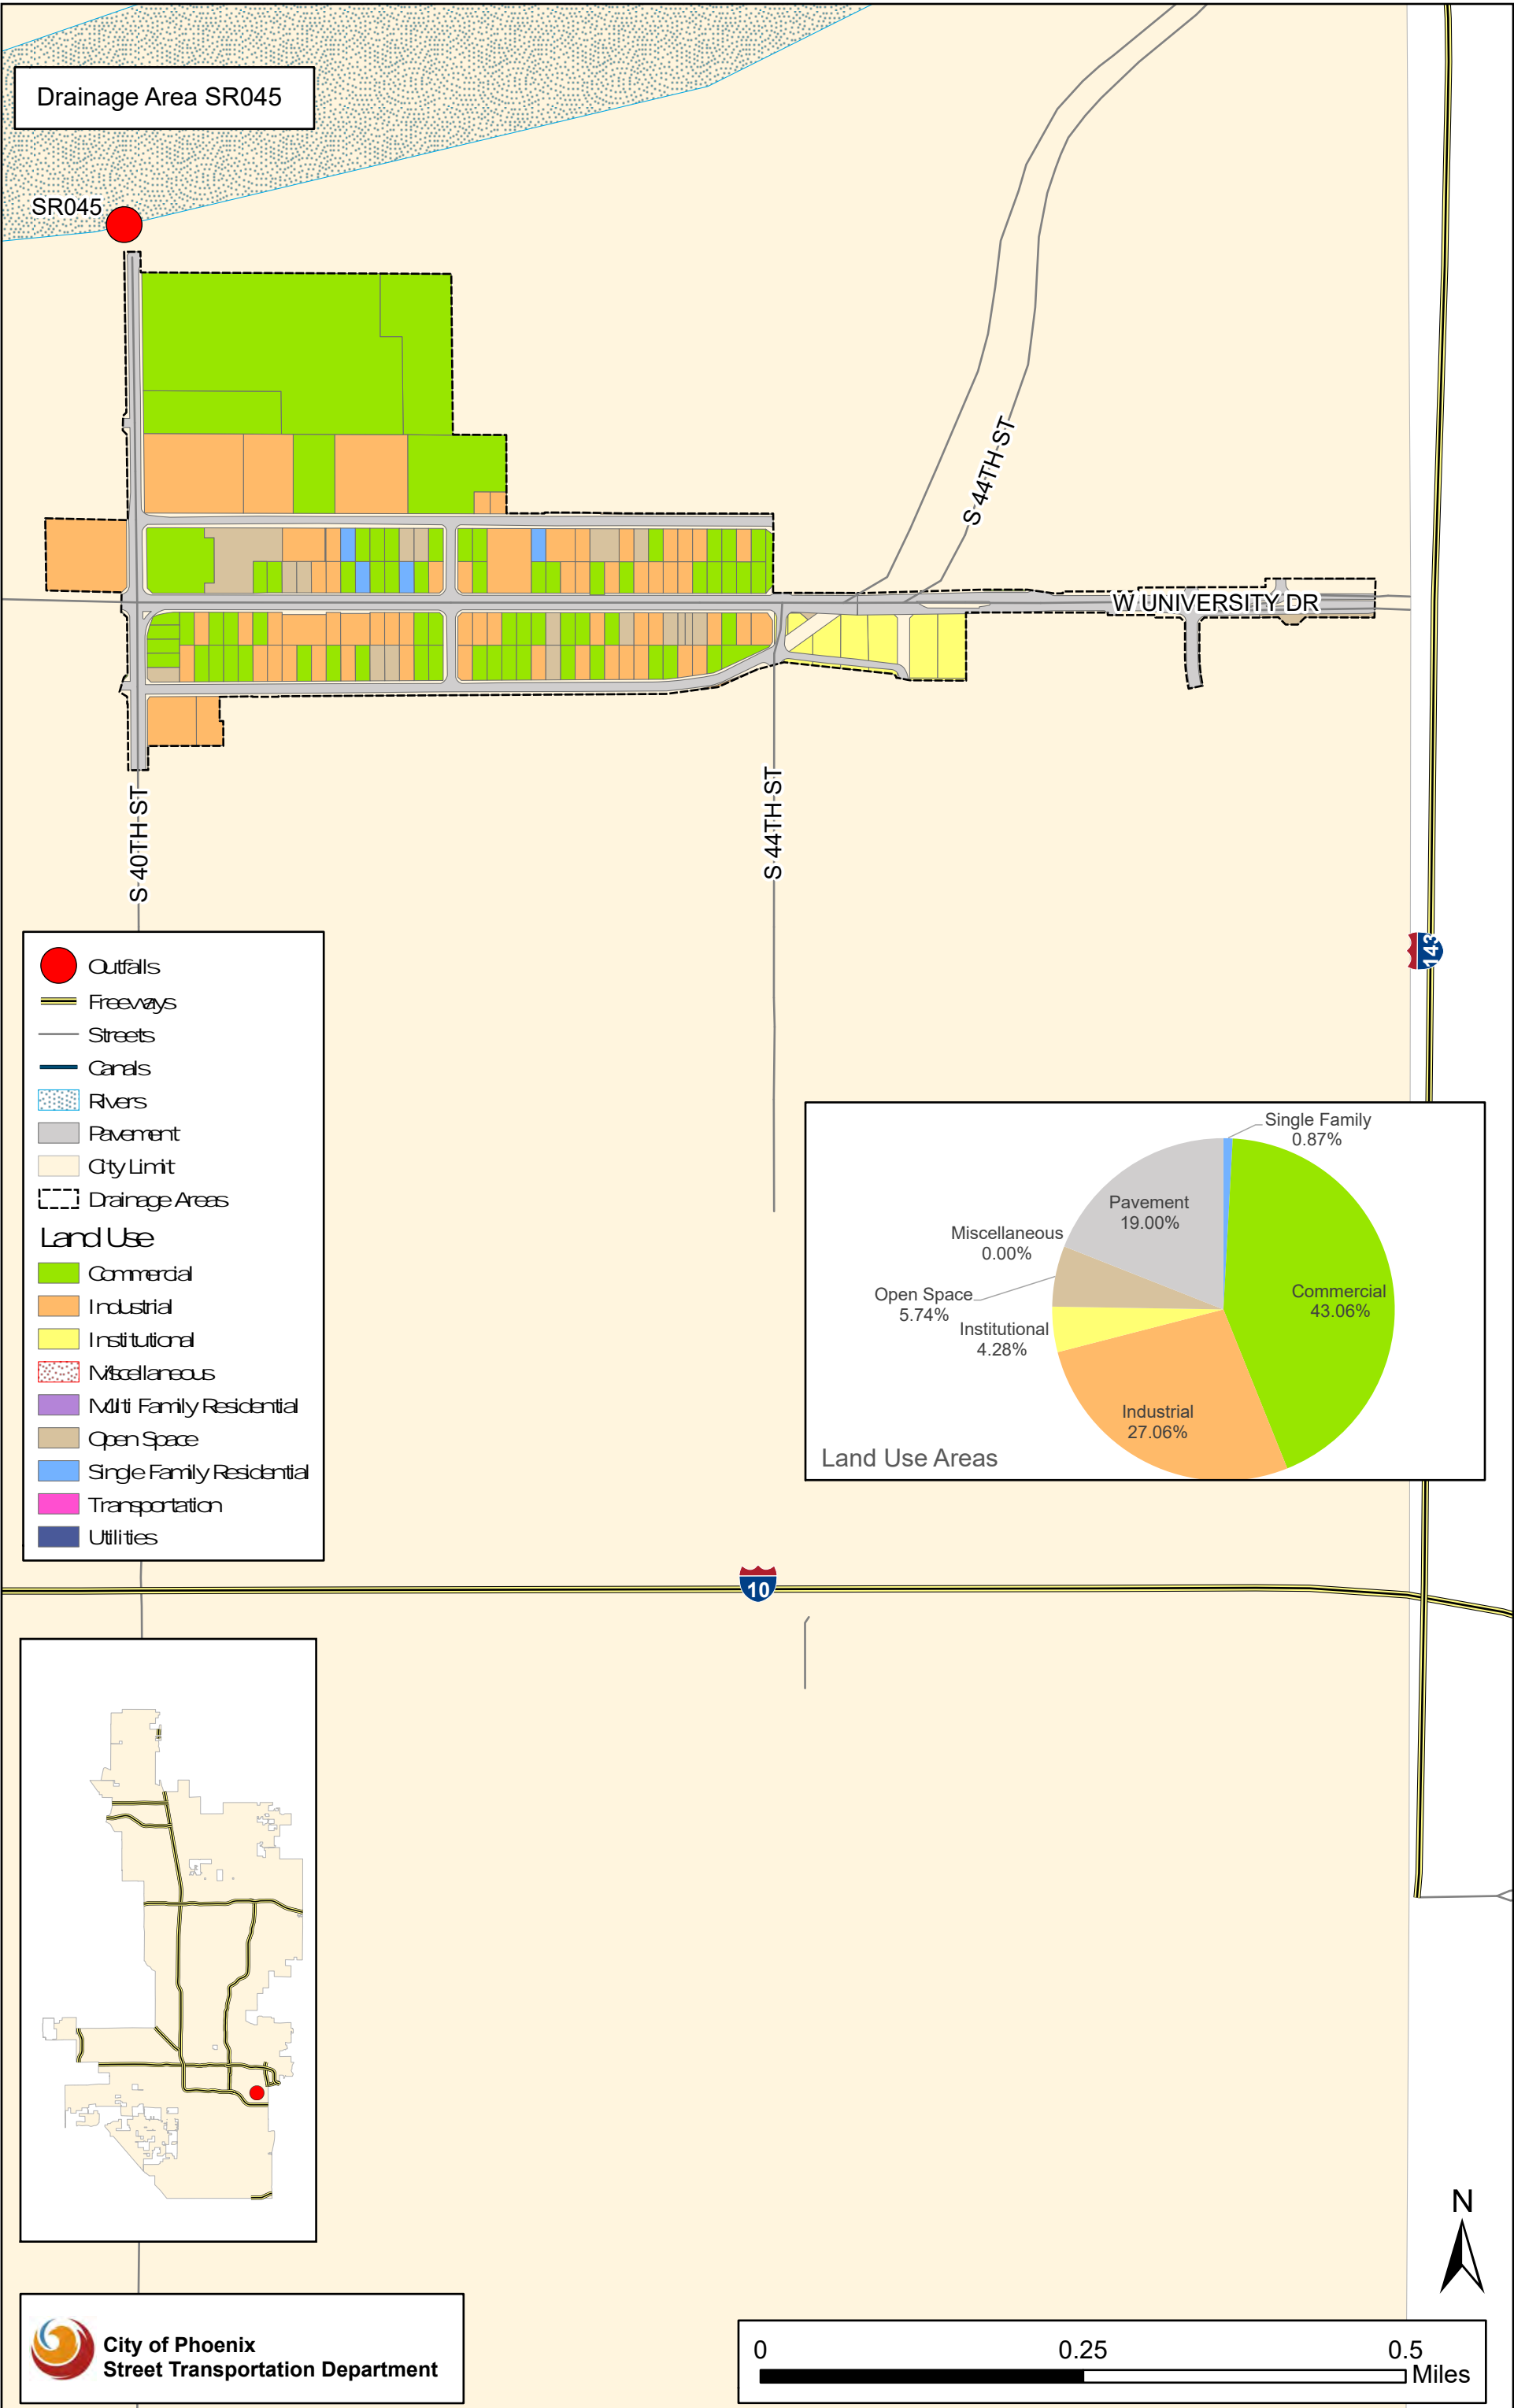 Drainage Area SR045
SR045
S 44TH ST
W UNIVERSITY DR
S 40TH ST
S 44TH ST
143
Outfalls
Freeways
Streets
Canals
Rivers
Pavement
City Limit
Drainage Areas
Land Use
Commercial
Industrial
Institutional
Miscellaneous
Multi Family Residential
Open Space
Single Family Residential
Transportation
Utilities
Single Family
0.87%
Pavement
19.00%
Miscellaneous
0.00%
Open Space
5.74%
Commercial
43.06%
Institutional
4.28%
Industrial
27.06%
Land Use Areas
10
N
City of Phoenix
Street Transportation Department
0 0.25 0.5
Miles